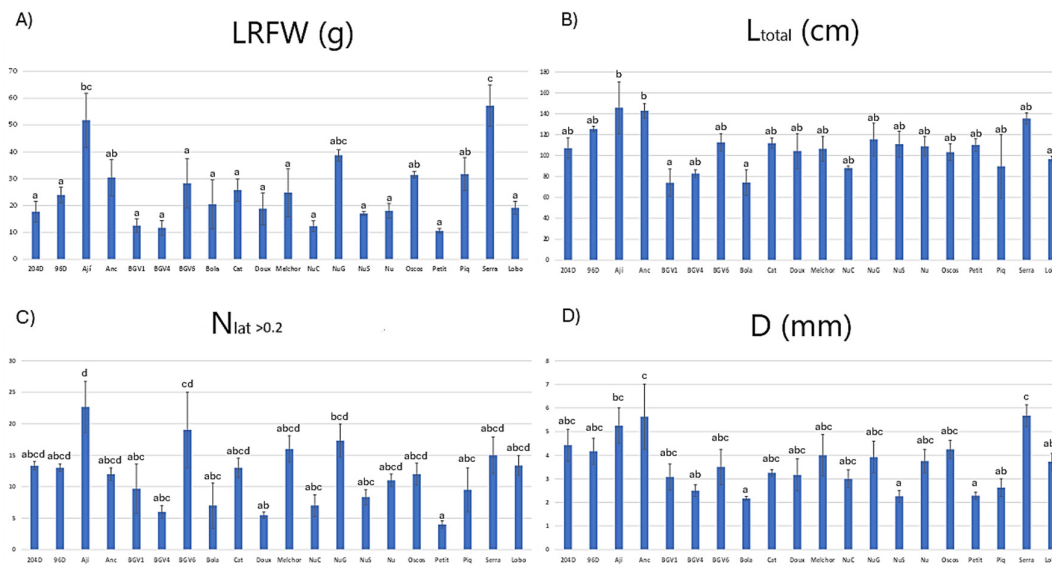 A)
LRFW (g)
70
60
50
40
30
20
10
0
a a bc ab a a a a a a a a abc a a ab a ab c a
204D 96D Ají Anc BGV1 BGV4 BGV6 Bola Cat Doux Melchor NuC NuG NuS Nu Oscos Petit Piq Serra Lobo
B)
Ltotal (cm)
180
160
140
120
100
80
60
40
20
0
ab ab b b a ab ab a ab ab ab ab ab ab ab ab ab ab ab
204D 96D Ají Anc BGV1 BGV4 BGV6 Bola Cat Doux Melchor NuC NuG NuS Nu Oscos Petit Piq Serra
C)
Nlat >0.2
30
25
20
15
10
5
0
abcd abcd d abcd abc abc cd abc abcd ab abcd abc bcd abc abcd abcd a abc abcd abcd
204D 96D Ají Anc BGV1 BGV4 BGV6 Bola Cat Doux Melchor NuC NuG NuS Nu Oscos Petit Piq Serra Lobo
D)
D (mm)
8
7
6
5
4
3
2
1
0
abc abc bc c abc ab abc a abc abc abc abc abc a abc abc a ab c
204D 96D Ají Anc BGV1 BGV4 BGV6 Bola Cat Doux Melchor NuC NuG NuS Nu Oscos Petit Piq Serra